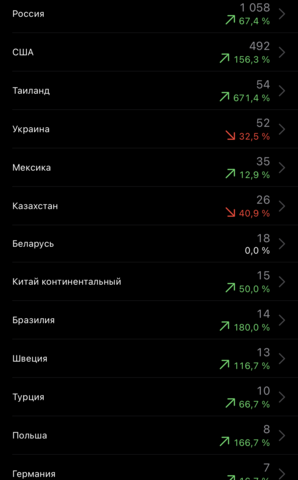 Россия
1 058
67,4 %
США
492
156,3 %
Таиланд
54
671,4 %
Украина
52
32,5 %
Мексика
35
12,9 %
Казахстан
26
40,9 %
Беларусь
18
0,0 %
Китай континентальный
15
50,0 %
Бразилия
14
180,0 %
Швеция
13
116,7 %
Турция
10
66,7 %
Польша
8
166,7 %
Германия
7